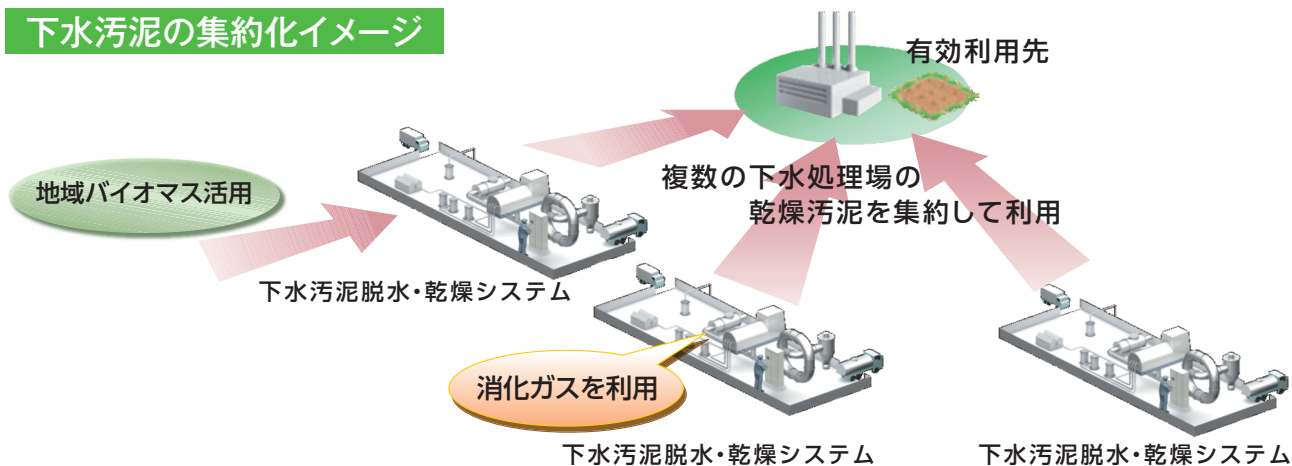 下水汚泥の集約化イメージ
有効利用先
地域バイオマス活用
複数の下水処理場の
乾燥汚泥を集約して利用
下水汚泥脱水・乾燥システム
消化ガスを利用
下水汚泥脱水・乾燥システム
下水汚泥脱水・乾燥システム